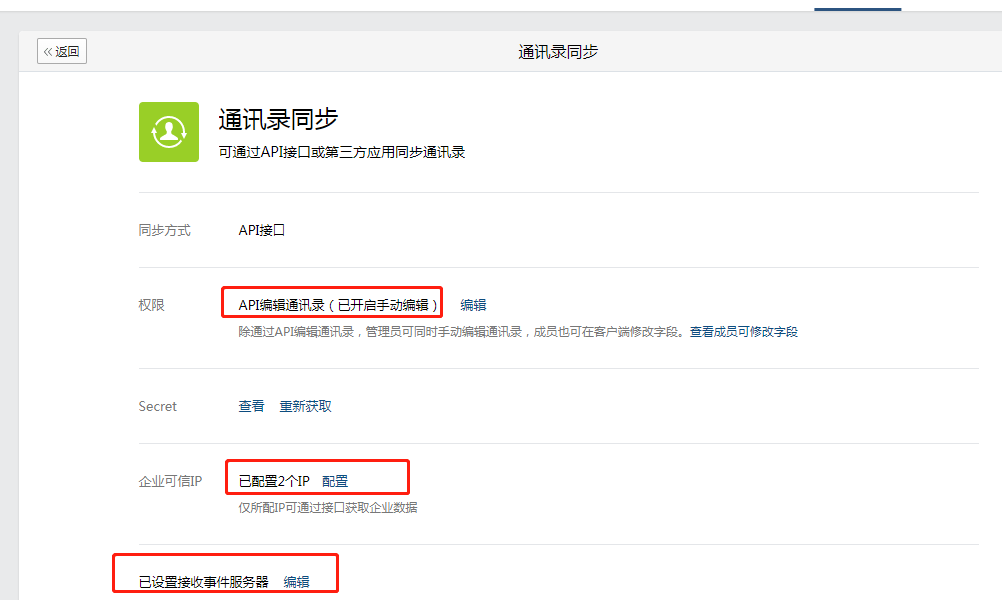 «返回
通讯录同步
通讯录同步
可通过API接口或第三方应用同步通讯录
同步方式 API接口
权限 API编辑通讯录（已开启手动编辑） 编辑
除通过API编辑通讯录，管理员可同时手动编辑通讯录，成员也可在客户端修改字段。查看成员可修改字段
Secret 查看 重新获取
企业可信IP 已配置2个IP 配置
仅所配IP可通过接口获取企业数据
已设置接收事件服务器 编辑